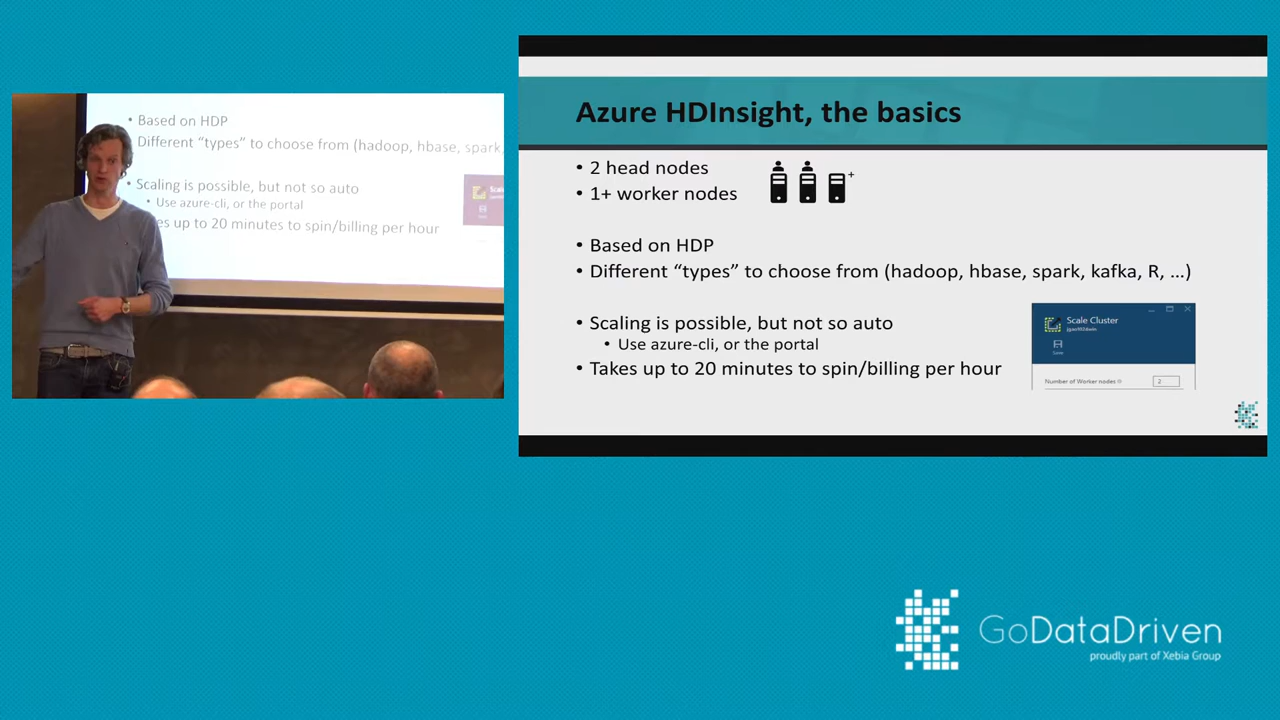 Based on HDP
Different “types” to choose from (hadoop, hbase, spark,
Scaling is possible, but not so auto
Use azure-cli, or the portal
es up to 20 minutes to spin/billing per hour
Azure HDInsight, the basics
• 2 head nodes
• 1+ worker nodes
+
• Based on HDP
• Different “types” to choose from (hadoop, hbase, spark, kafka, R, ...)
• Scaling is possible, but not so auto
• Use azure-cli, or the portal
• Takes up to 20 minutes to spin/billing per hour
Scale Cluster
Save
Number of Worker nodes
2
GoDataDriven
proudly part of Xebia Group